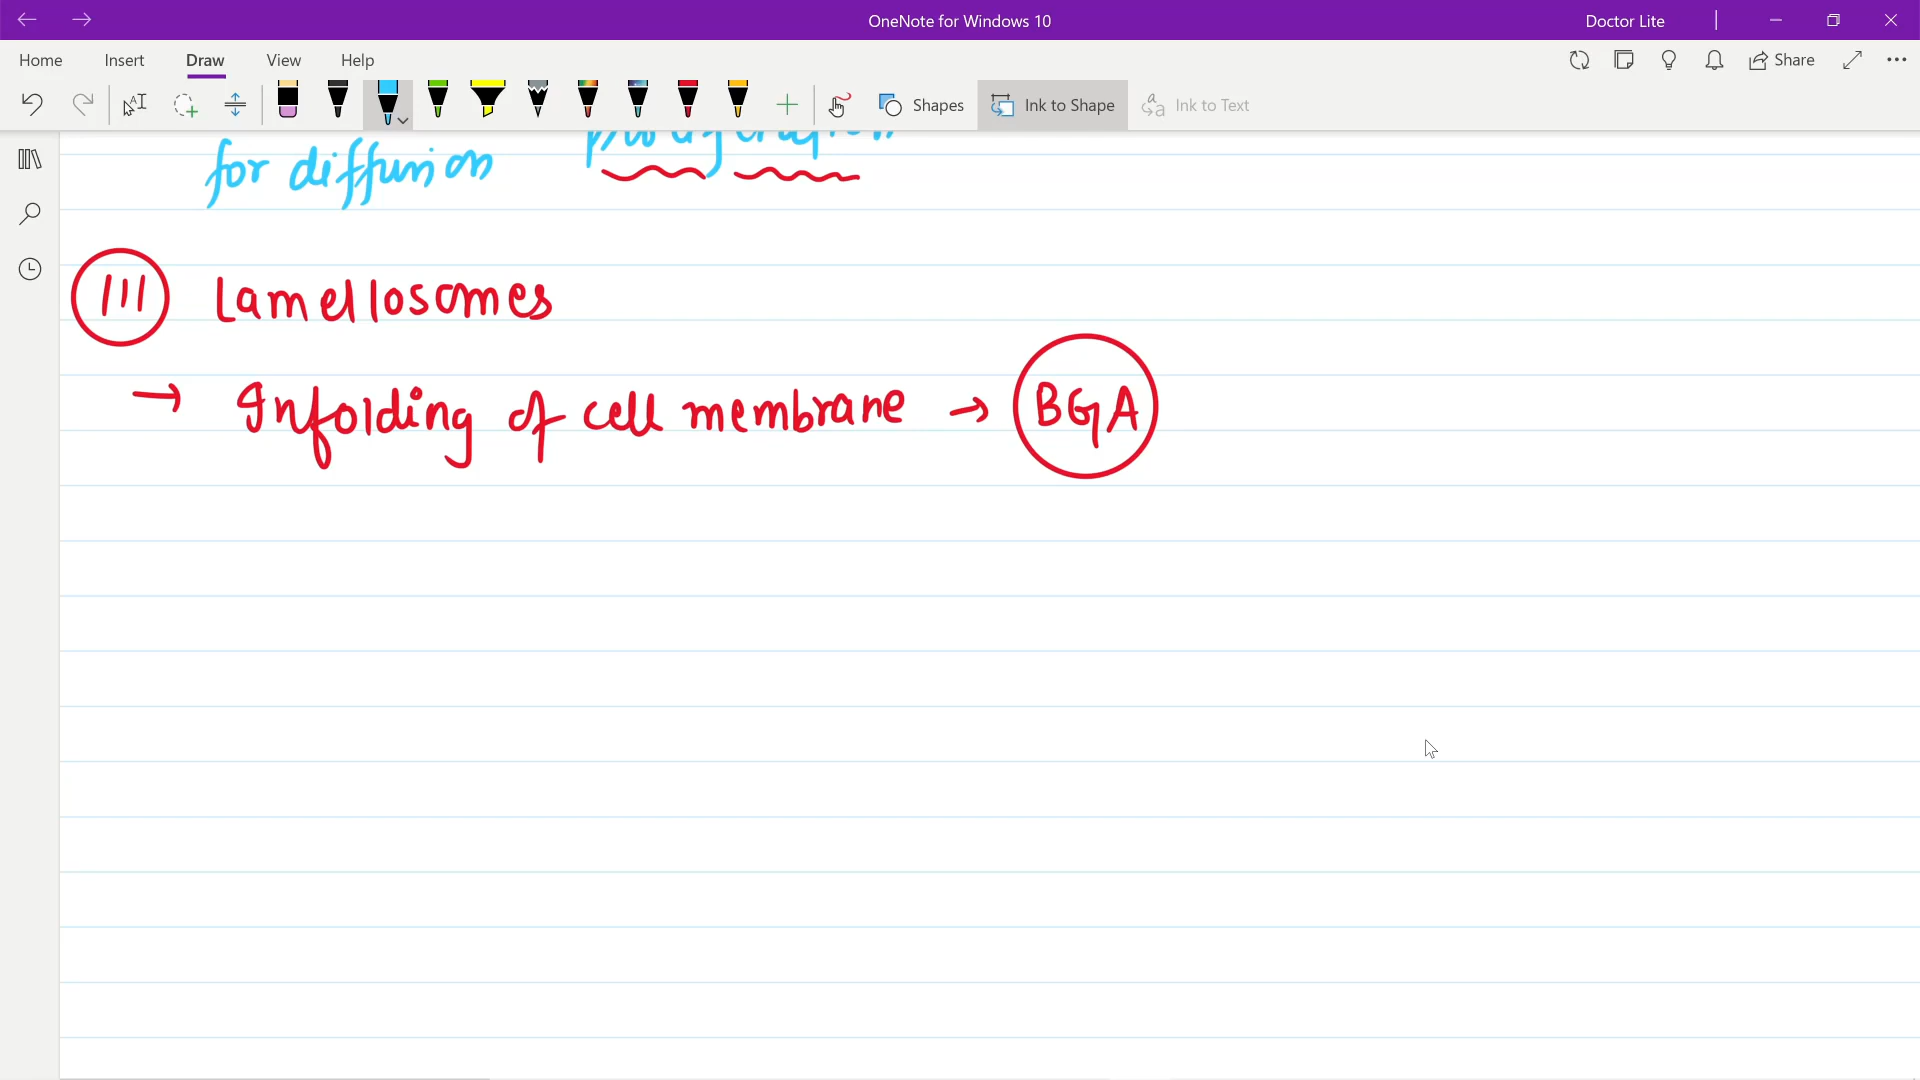 OneNote for Windows 10
Doctor Lite
Home Insert Draw View Help
Share
Shapes Ink to Shape Ink to Text
for diffusion
III Lamellosomes
→ Infolding of cell membrane → BGA